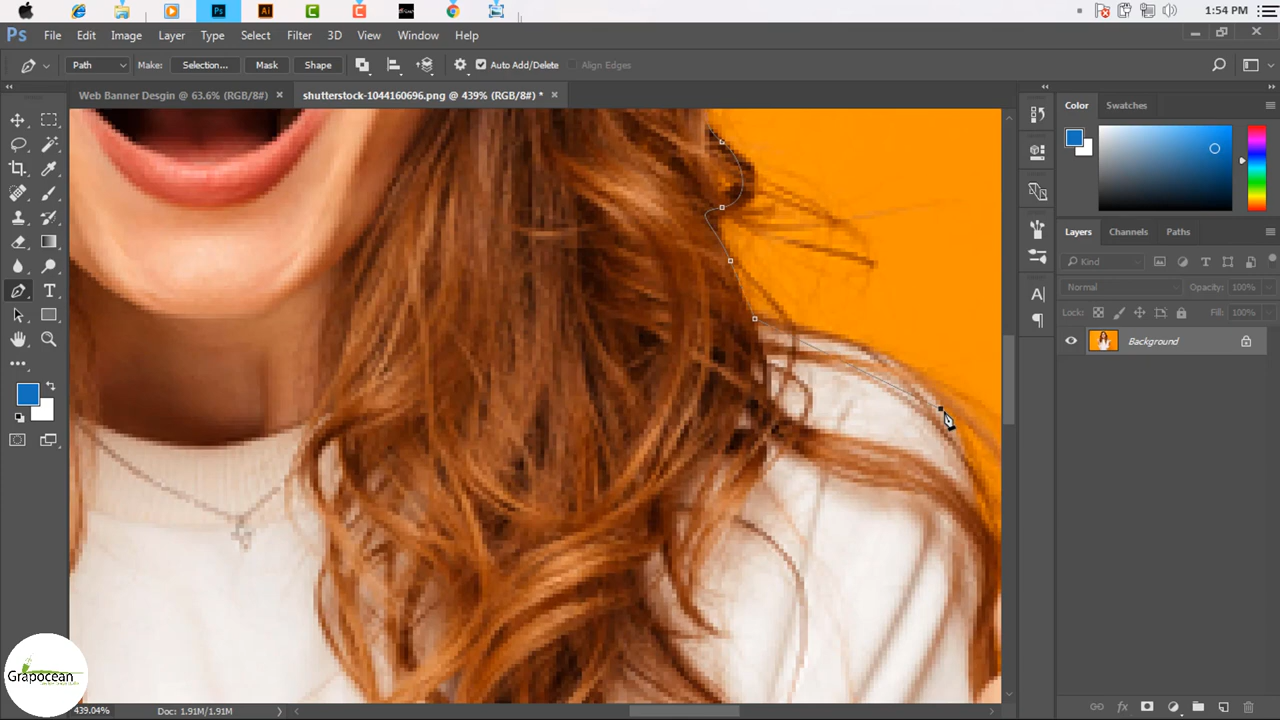 1:54 PM
Ps File Edit Image Layer Type Select Filter 3D View Window Help
Path Make: Selection... Mask Shape Auto Add/Delete Align Edges
Web Banner Desgin @ 63.6% (RGB/8#) shutterstock-1044160696.png @ 439% (RGB/8#) *
Color Swatches
Layers Channels Paths
Kind
Normal Opacity: 100%
Lock: Fill: 100%
Background
Grapocean
439.04% Doc: 1.91M/1.91M